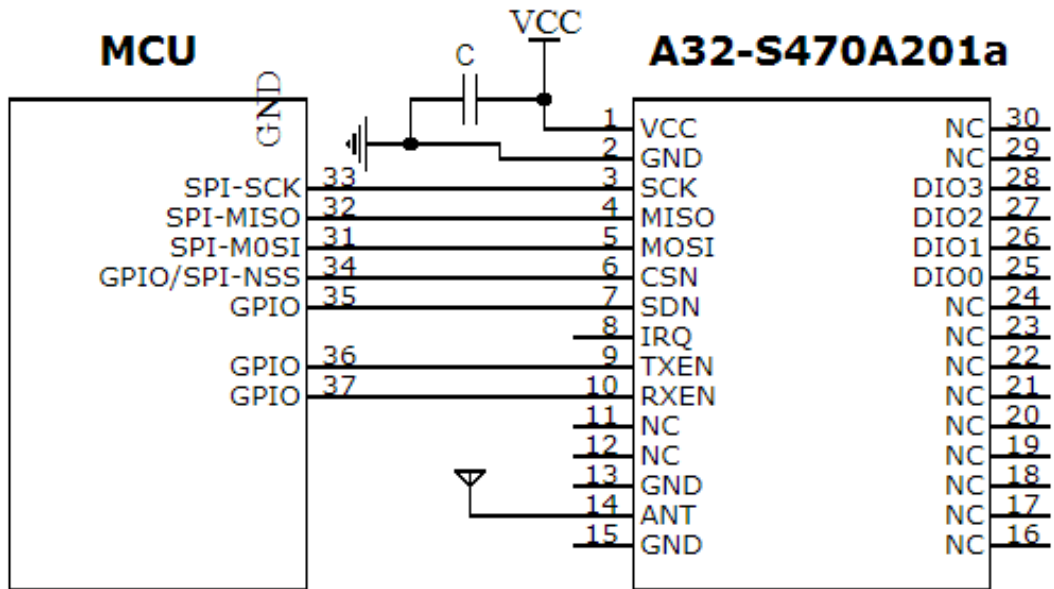 VCC
MCU
C
A32-S470A201a
GND
1 VCC NC 30
2 GND NC 29
SPI-SCK 33 3 SCK DIO3 28
SPI-MISO 32 4 MISO DIO2 27
SPI-M0SI 31 5 MOSI DIO1 26
GPIO/SPI-NSS 34 6 CSN DIO0 25
GPIO 35 7 SDN NC 24
8 IRQ NC 23
GPIO 36 9 TXEN NC 22
GPIO 37 10 RXEN NC 21
11 NC NC 20
12 NC NC 19
13 GND NC 18
14 ANT NC 17
15 GND NC 16